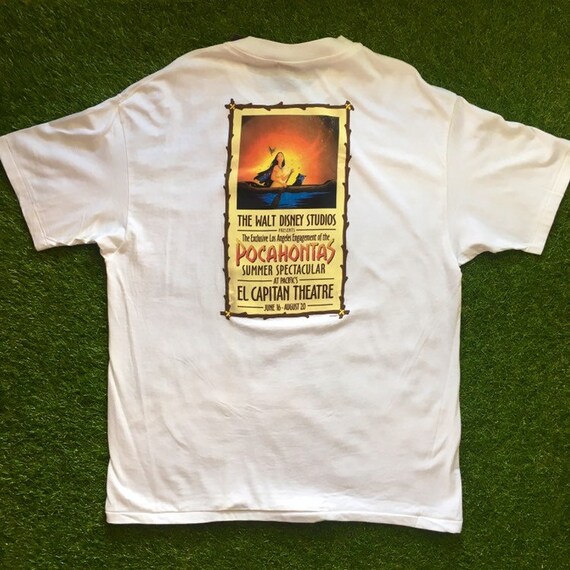 THE WALT DISNEY STUDIOS
PRESENTS
The Exclusive Los Angeles Engagement of the
POCAHONTAS
SUMMER SPECTACULAR
AT PACIFIC'S
EL CAPITAN THEATRE
JUNE 16 - AUGUST 20